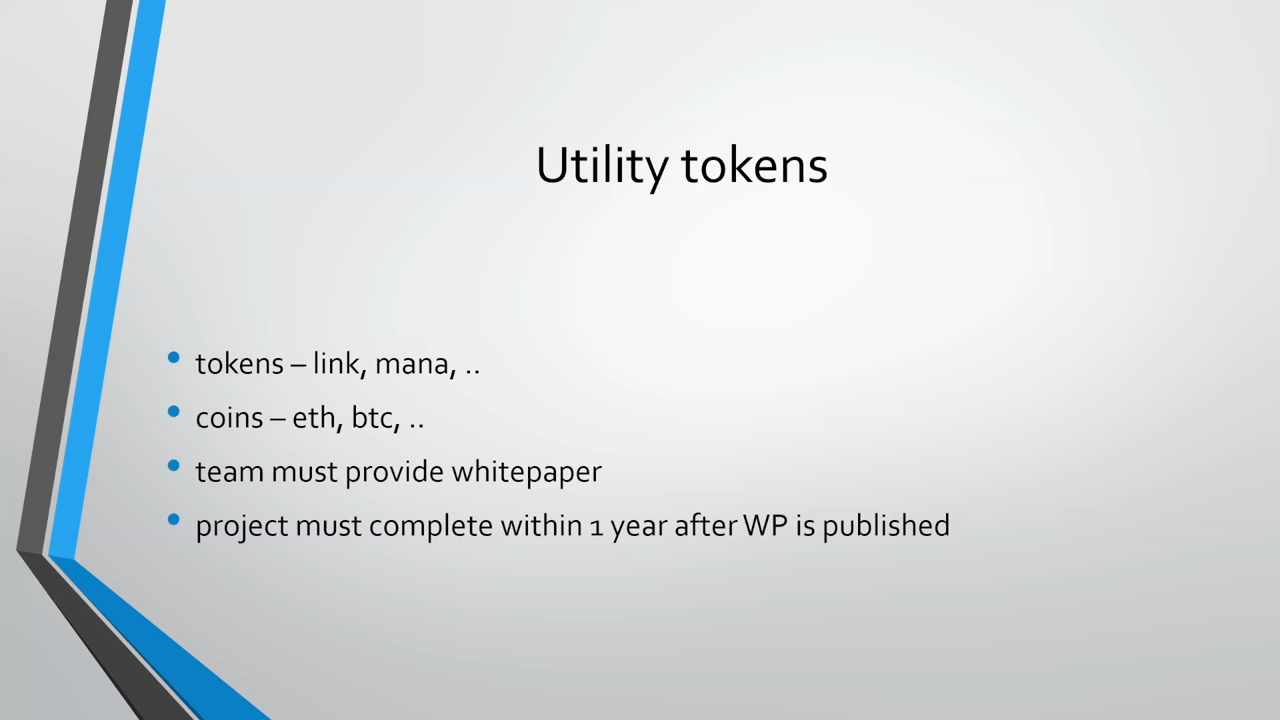 Utility tokens
• tokens – link, mana, ..
• coins – eth, btc, ..
• team must provide whitepaper
• project must complete within 1 year after WP is published